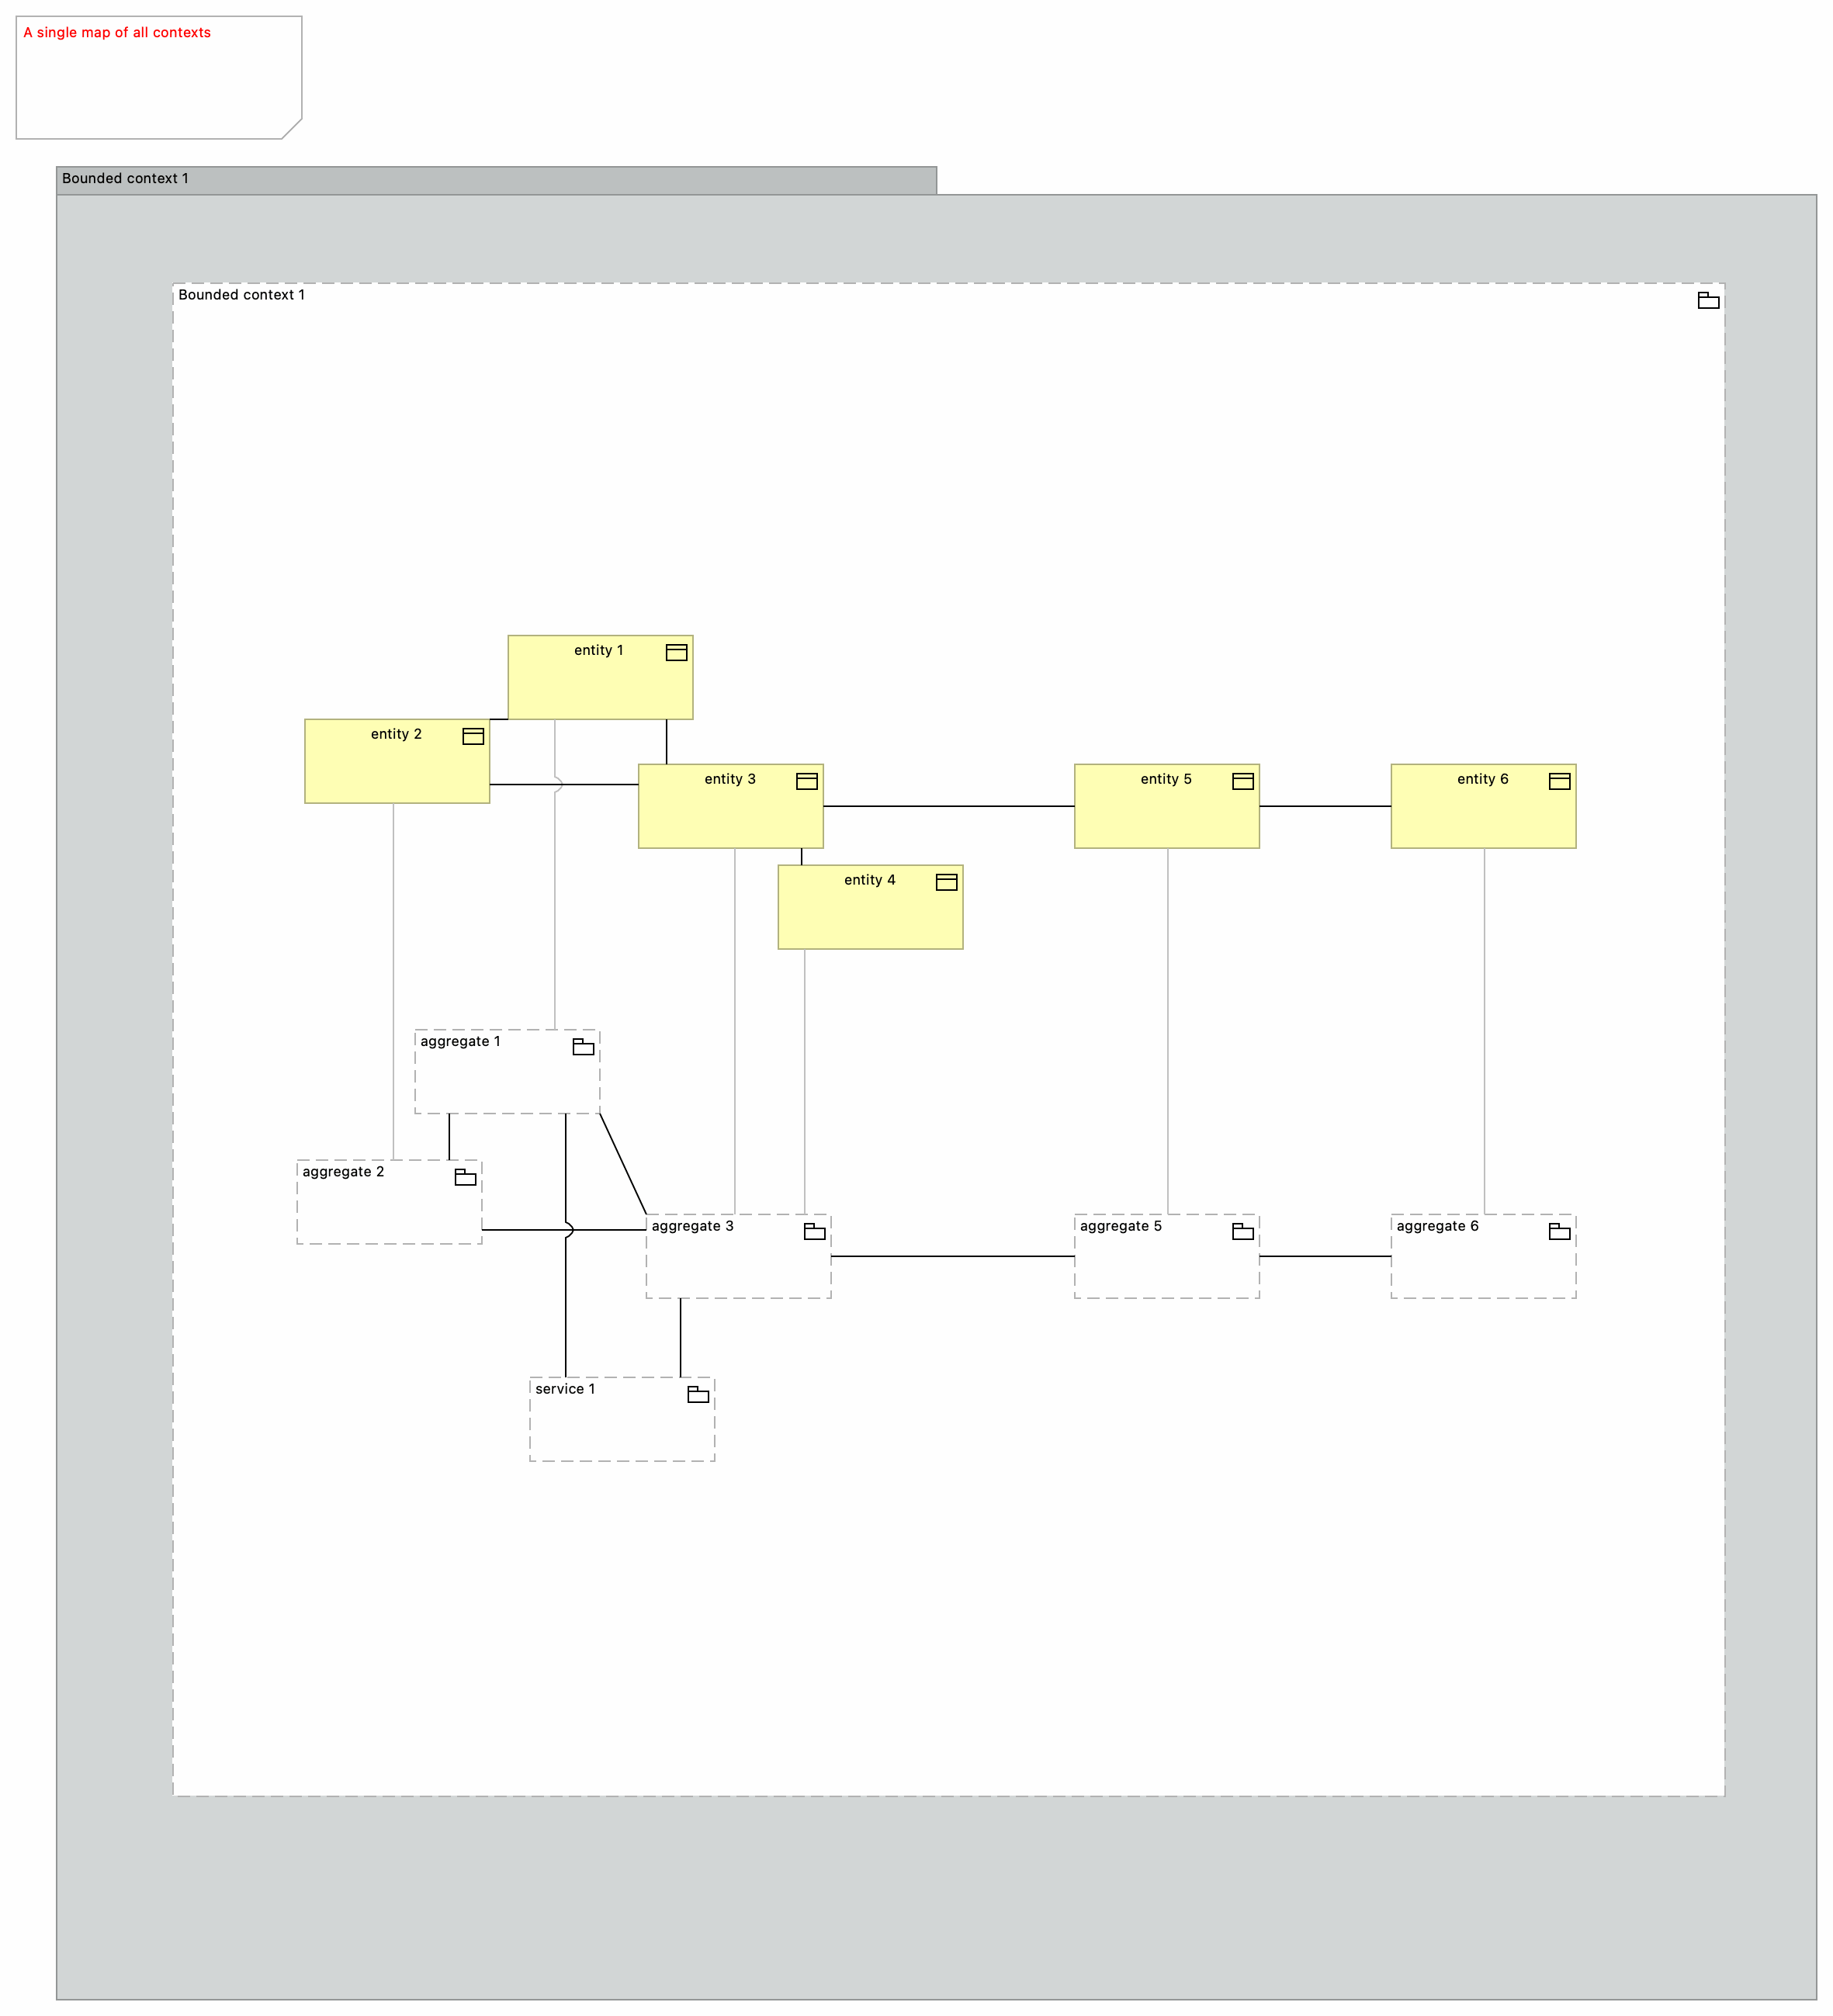 A single map of all contexts
Bounded context 1
Bounded context 1
entity 1
entity 2
entity 3
entity 5
entity 6
entity 4
aggregate 1
aggregate 2
aggregate 3
aggregate 5
aggregate 6
service 1